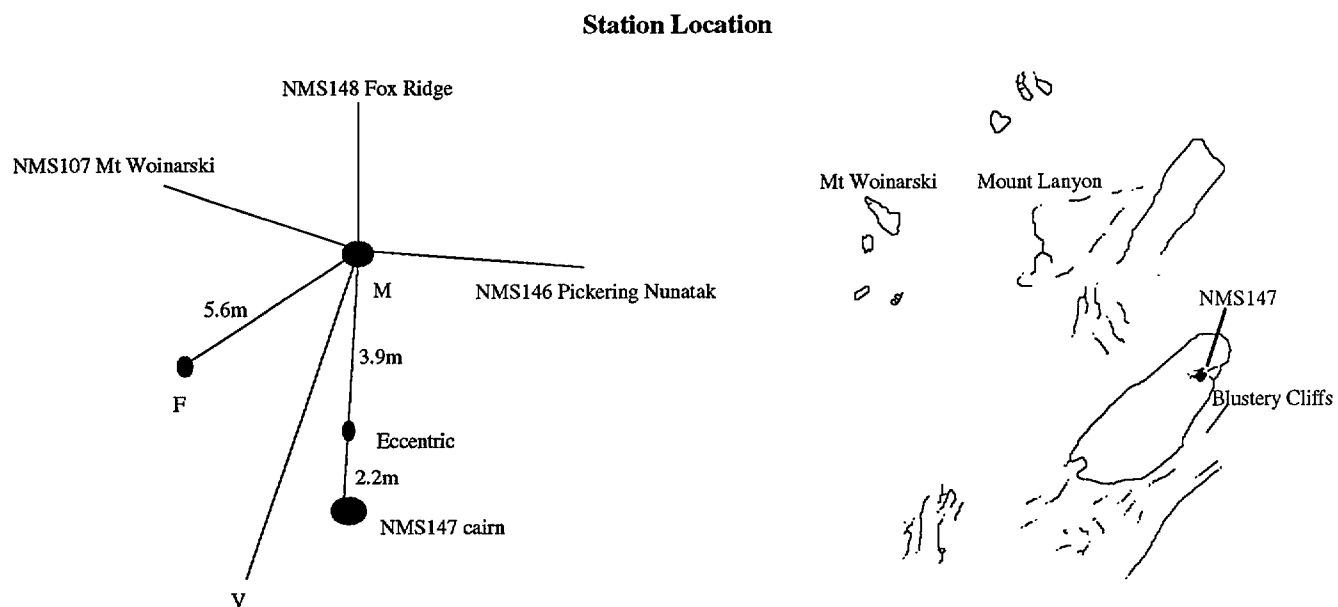 Station Location
NMS148 Fox Ridge
NMS107 Mt Woinarski
M
NMS146 Pickering Nunatak
5.6m
3.9m
F
Eccentric
2.2m
NMS147 cairn
V
Mt Woinarski
Mount Lanyon
NMS147
Blustery Cliffs